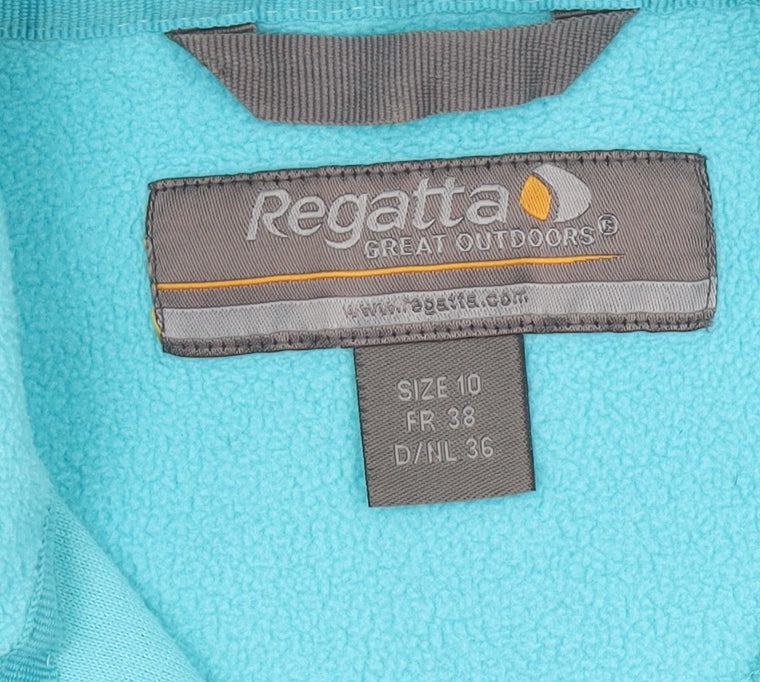 Regatta
GREAT OUTDOORS®
www.regatta.com
SIZE 10
FR 38
D/NL 36